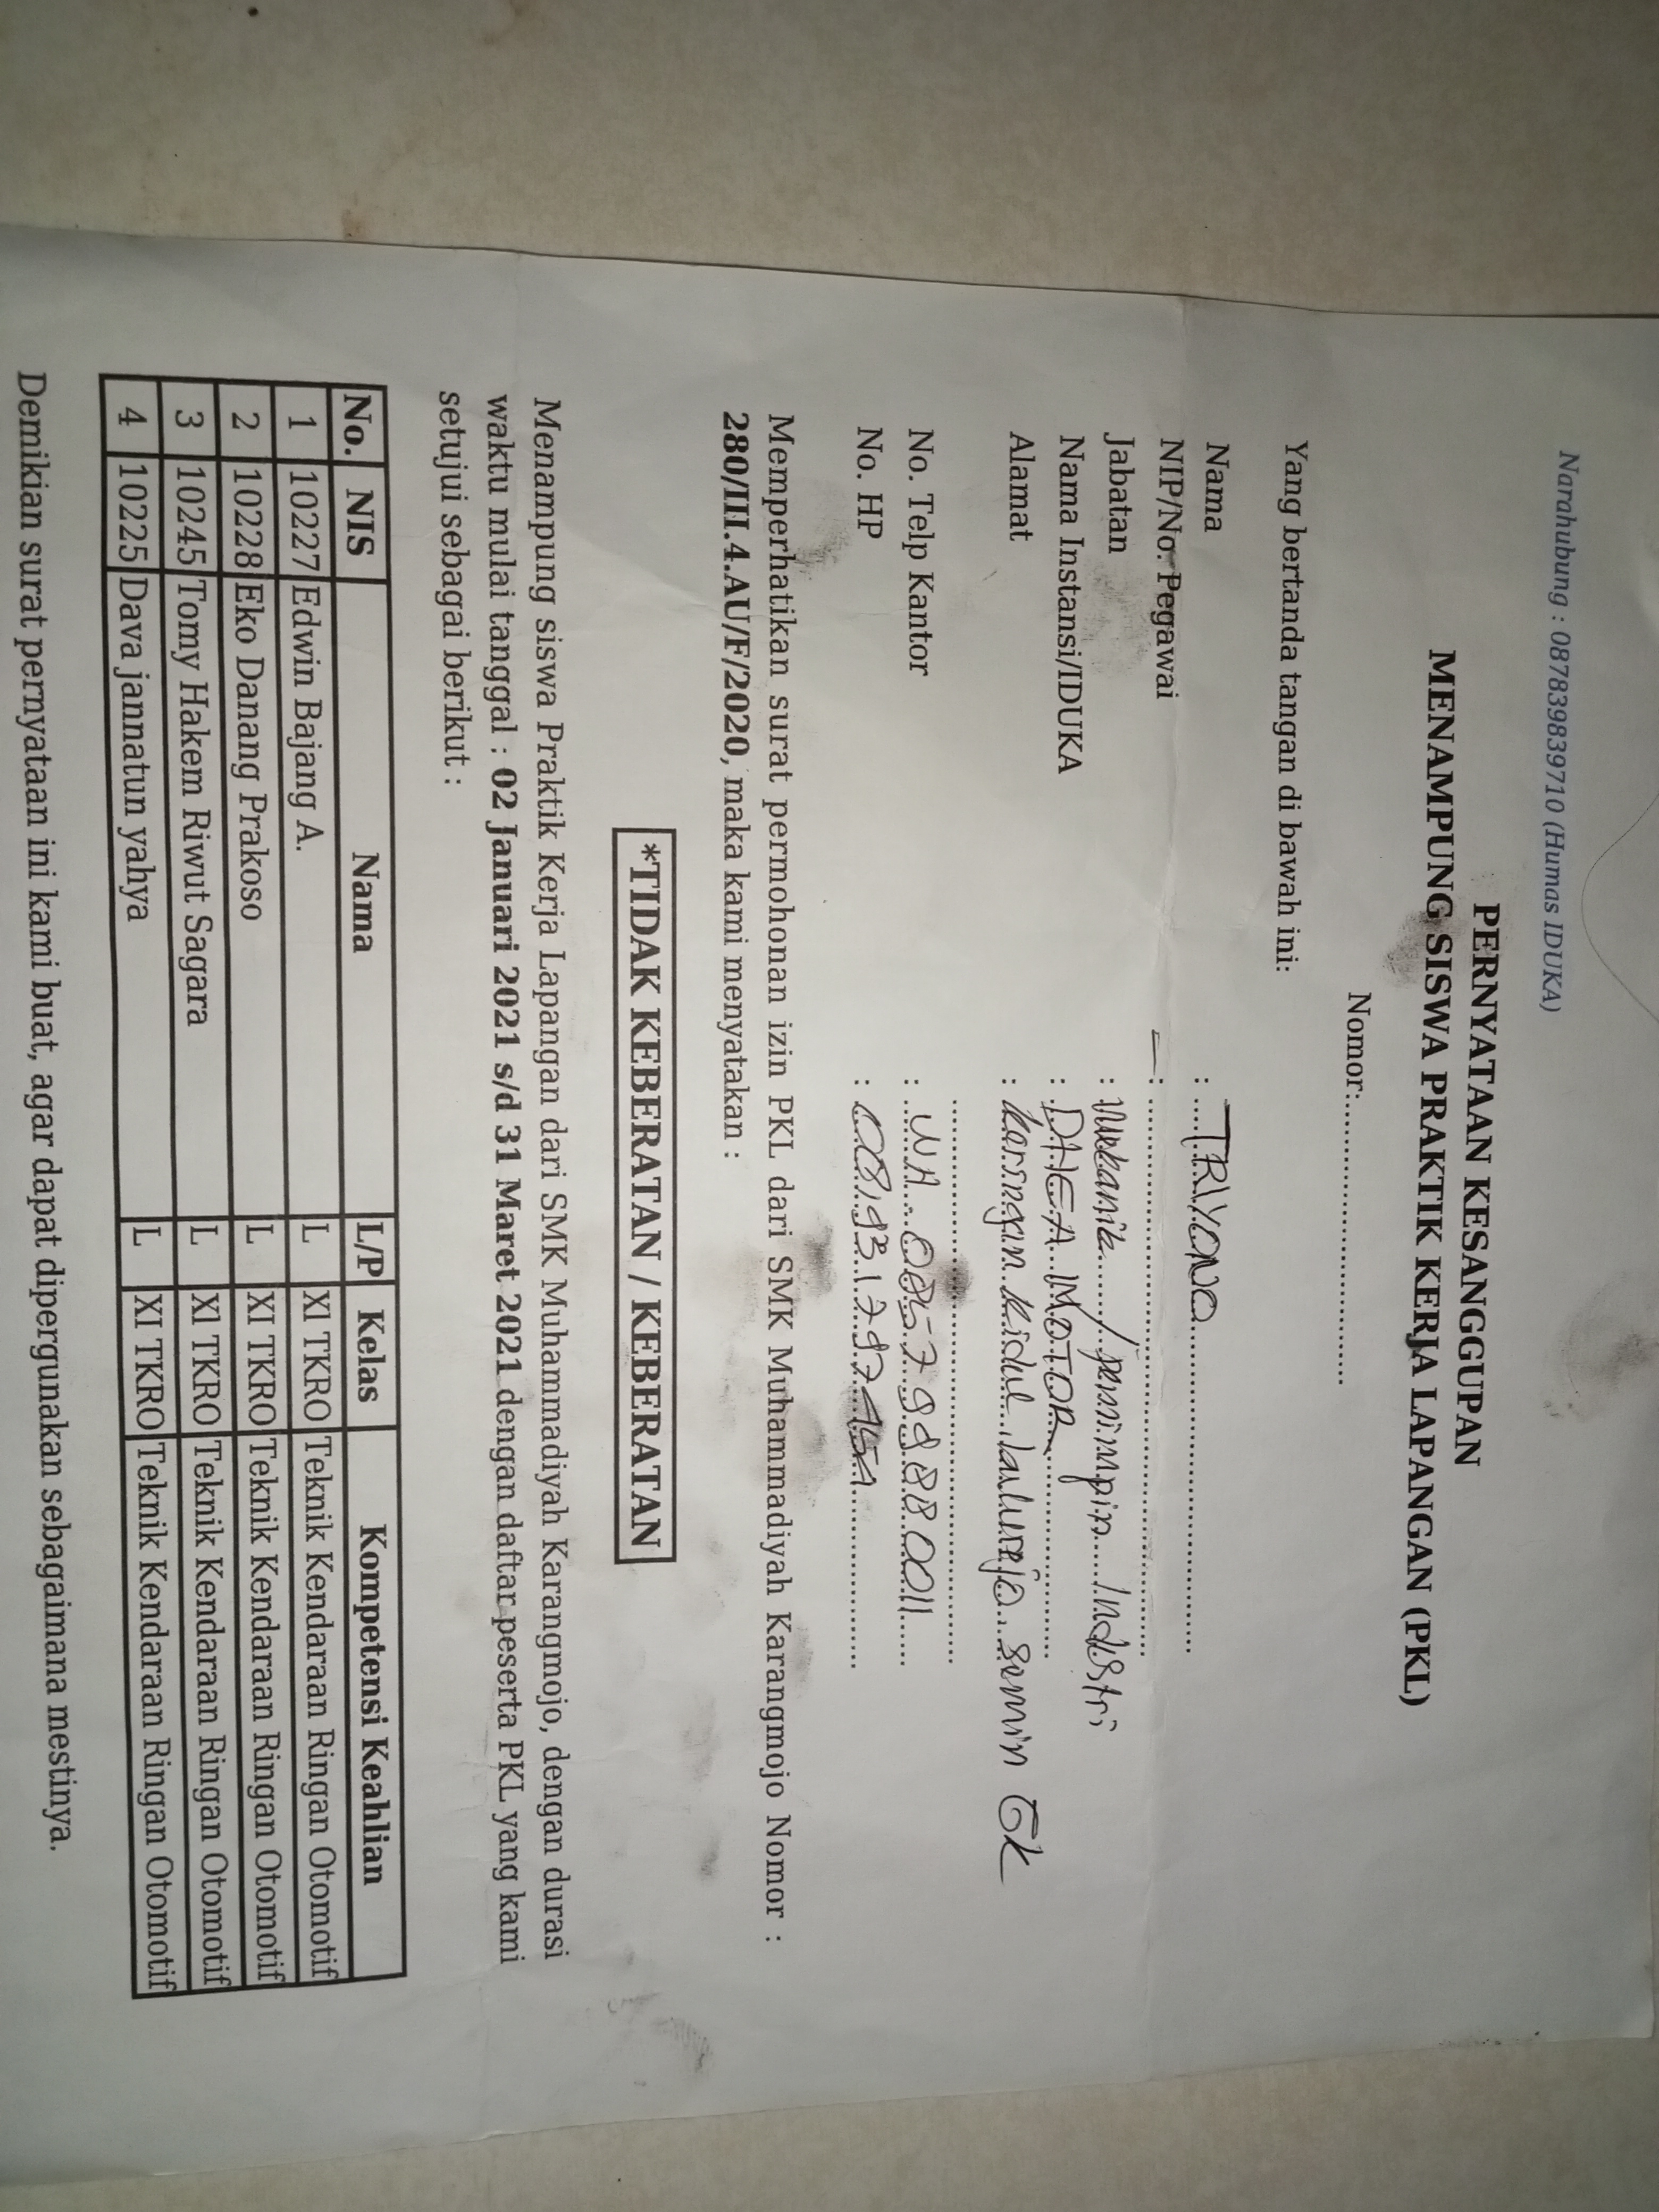 Narahubung : 087839839710 (Humas IDUKA)
PERNYATAAN KESANGGUPAN
MENAMPUNG SISWA PRAKTIK KERJA LAPANGAN (PKL)
Nomor:..............................
Yang bertanda tangan di bawah ini:
Nama : TRIYONO
NIP/No. Pegawai : —
Jabatan : Mekanik / pemimpin Industri
Nama Instansi/IDUKA : MOTOR
Alamat : Kidul Semin GK
No. Telp Kantor : WA
No. HP :
Memperhatikan surat permohonan izin PKL dari SMK Muhammadiyah Karangmojo Nomor :
280/III.4.AU/F/2020, maka kami menyatakan :
*TIDAK KEBERATAN / KEBERATAN
Menampung siswa Praktik Kerja Lapangan dari SMK Muhammadiyah Karangmojo, dengan durasi
waktu mulai tanggal : 02 Januari 2021 s/d 31 Maret 2021 dengan daftar peserta PKL yang kami
setujui sebagai berikut :
No. NIS Nama L/P Kelas Kompetensi Keahlian
1 10227 Edwin Bajang A. L XI TKRO Teknik Kendaraan Ringan Otomotif
2 10228 Eko Danang Prakoso L XI TKRO Teknik Kendaraan Ringan Otomotif
3 10245 Tomy Hakem Riwut Sagara L XI TKRO Teknik Kendaraan Ringan Otomotif
4 10225 Dava jannatun yahya L XI TKRO Teknik Kendaraan Ringan Otomotif
Demikian surat pernyataan ini kami buat, agar dapat dipergunakan sebagaimana mestinya.